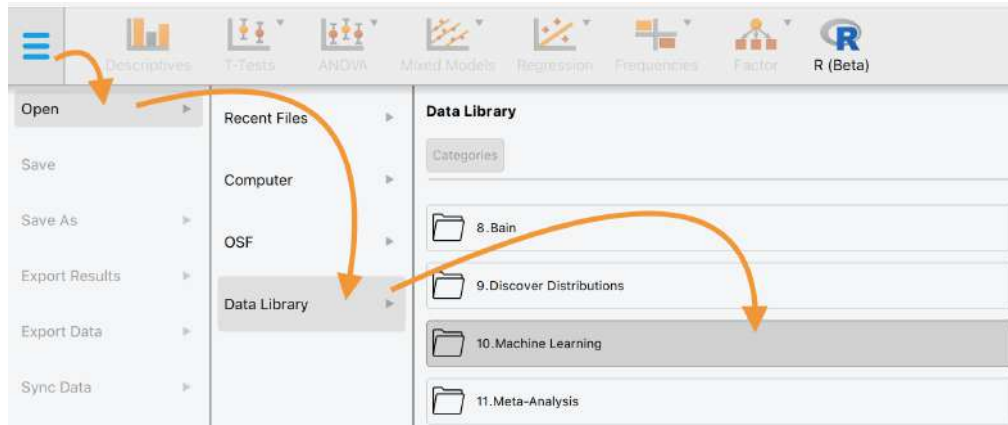 Descriptives
T-Tests
ANOVA
Mixed Models
Regression
Frequencies
Factor
R
R (Beta)
Open
Save
Save As
Export Results
Export Data
Sync Data
Recent Files
Computer
OSF
Data Library
Data Library
Categories
8.Bain
9.Discover Distributions
10.Machine Learning
11.Meta-Analysis